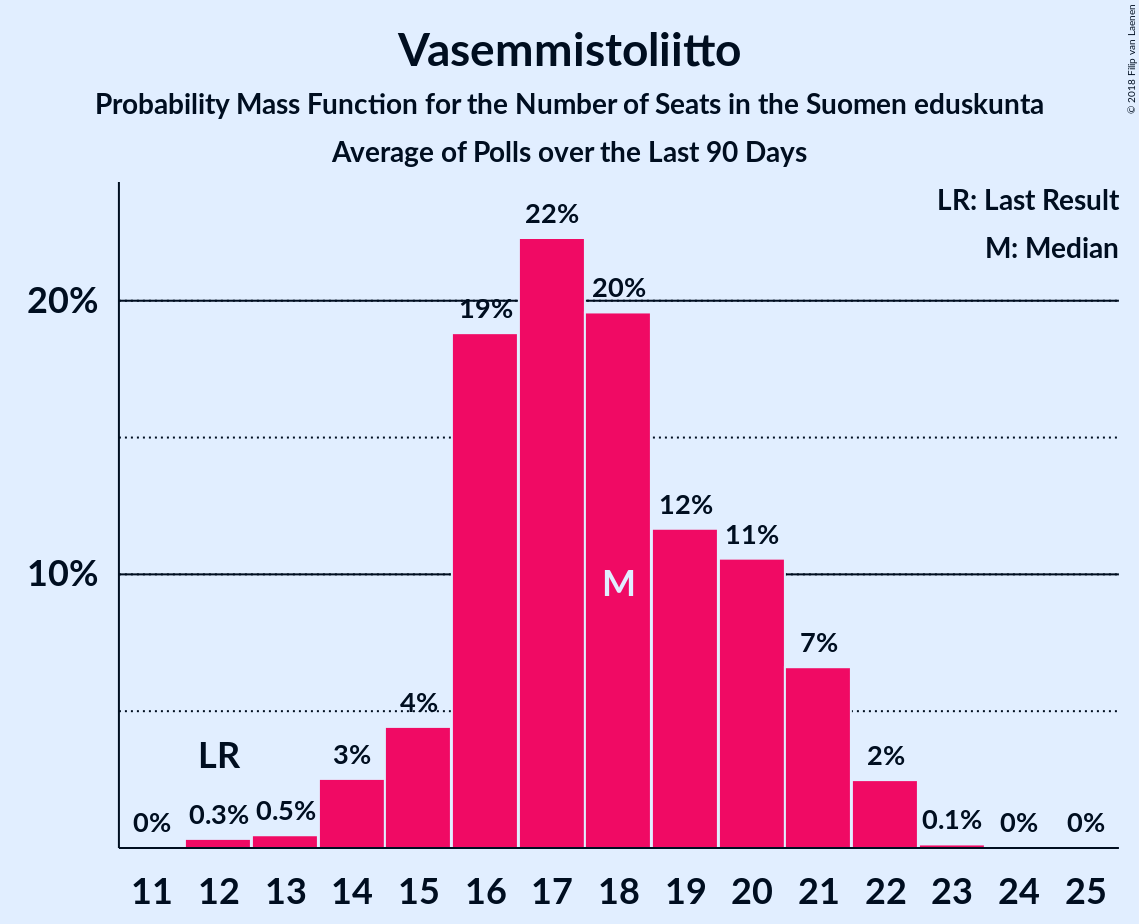 Vasemmistoliitto
Probability Mass Function for the Number of Seats in the Suomen eduskunta
Average of Polls over the Last 90 Days
© 2018 Filip van Laenen
LR: Last Result
M: Median
20%
10%
0%
0.3%
0.5%
3%
4%
19%
22%
20%
12%
11%
7%
2%
0.1%
0%
0%
LR
M
11 12 13 14 15 16 17 18 19 20 21 22 23 24 25